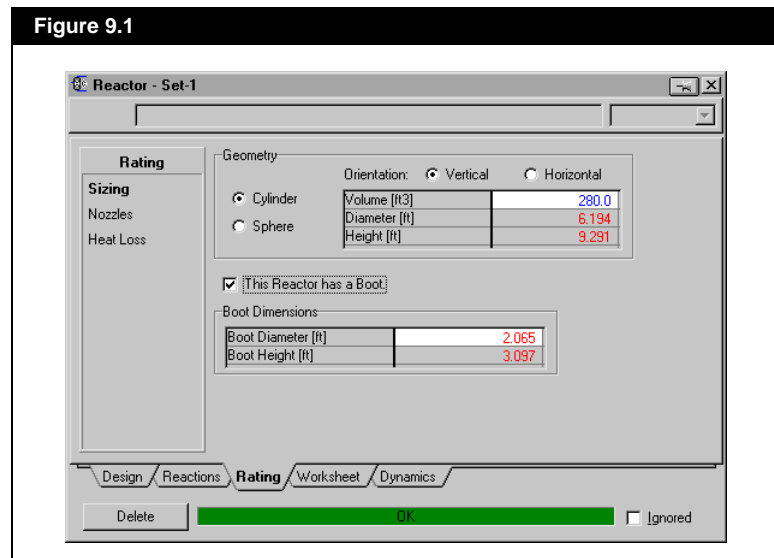 Figure 9.1
Reactor - Set-1
Rating
Sizing
Nozzles
Heat Loss
Geometry
Orientation: Vertical Horizontal
Cylinder
Sphere
Volume [ft3] 280.0
Diameter [ft] 6.194
Height [ft] 9.291
This Reactor has a Boot.
Boot Dimensions
Boot Diameter [ft] 2.065
Boot Height [ft] 3.097
Design Reactions Rating Worksheet Dynamics
Delete OK Ignored